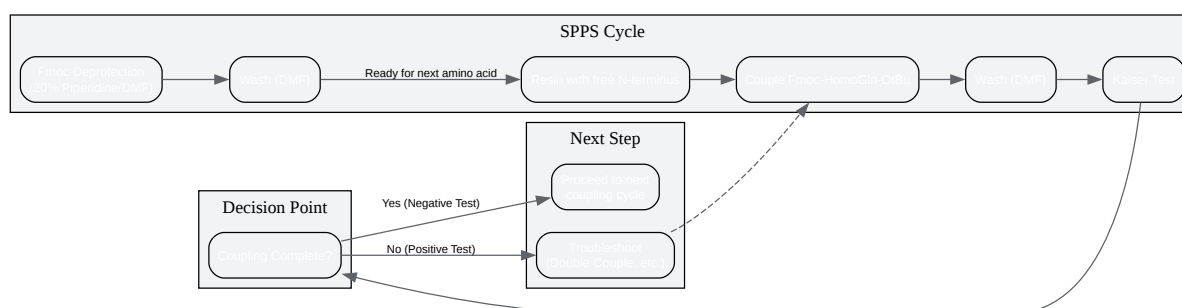 SPPS Cycle
Fmoc Deprotection
(20% Piperidine/DMF)
Wash (DMF)
Ready for next amino acid
Resin with free N-terminus
Couple Fmoc-HomoGln-OtBu
Wash (DMF)
Kaiser Test
Next Step
Proceed to next
coupling cycle
Decision Point
Yes (Negative Test)
Coupling Complete?
No (Positive Test)
Troubleshoot
(Double Couple, etc.)